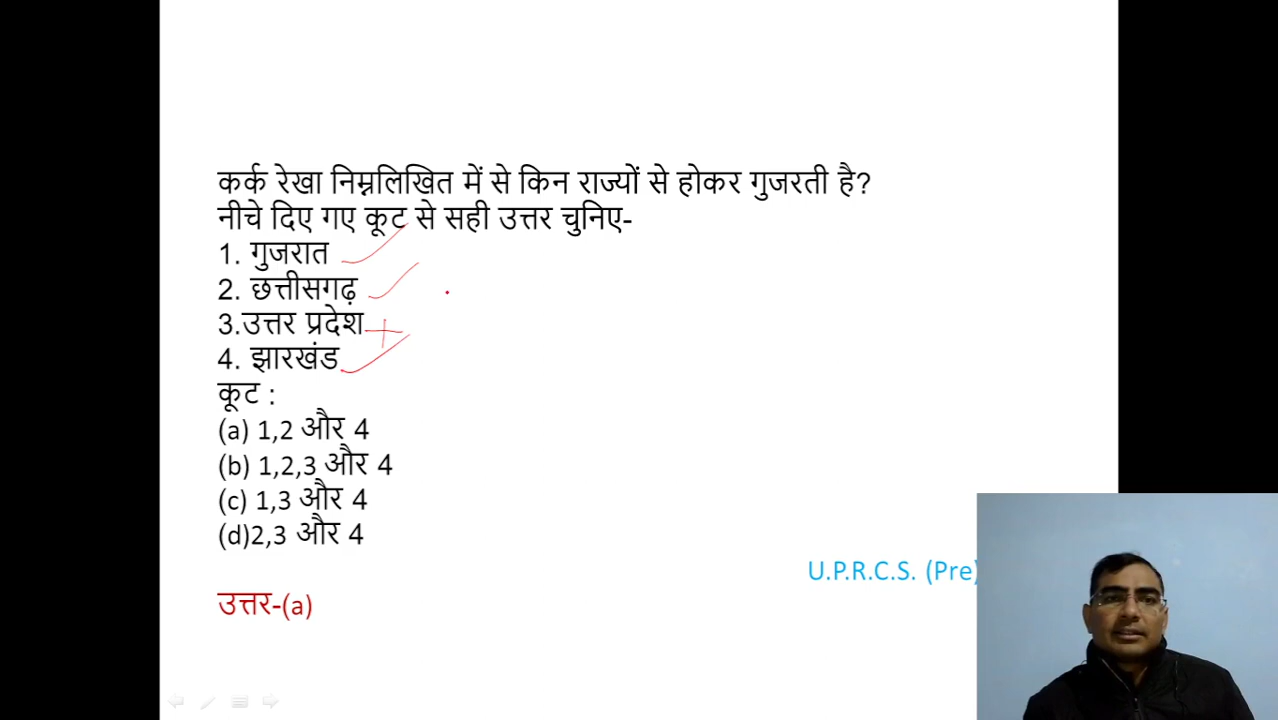 कर्क रेखा निम्नलिखित में से किन राज्यों से होकर गुजरती है?
नीचे दिए गए कूट से सही उत्तर चुनिए-
1. गुजरात
2. छत्तीसगढ़
3.उत्तर प्रदेश
4. झारखंड
कूट :
(a) 1,2 और 4
(b) 1,2,3 और 4
(c) 1,3 और 4
(d)2,3 और 4
U.P.R.C.S. (Pre)
उत्तर-(a)